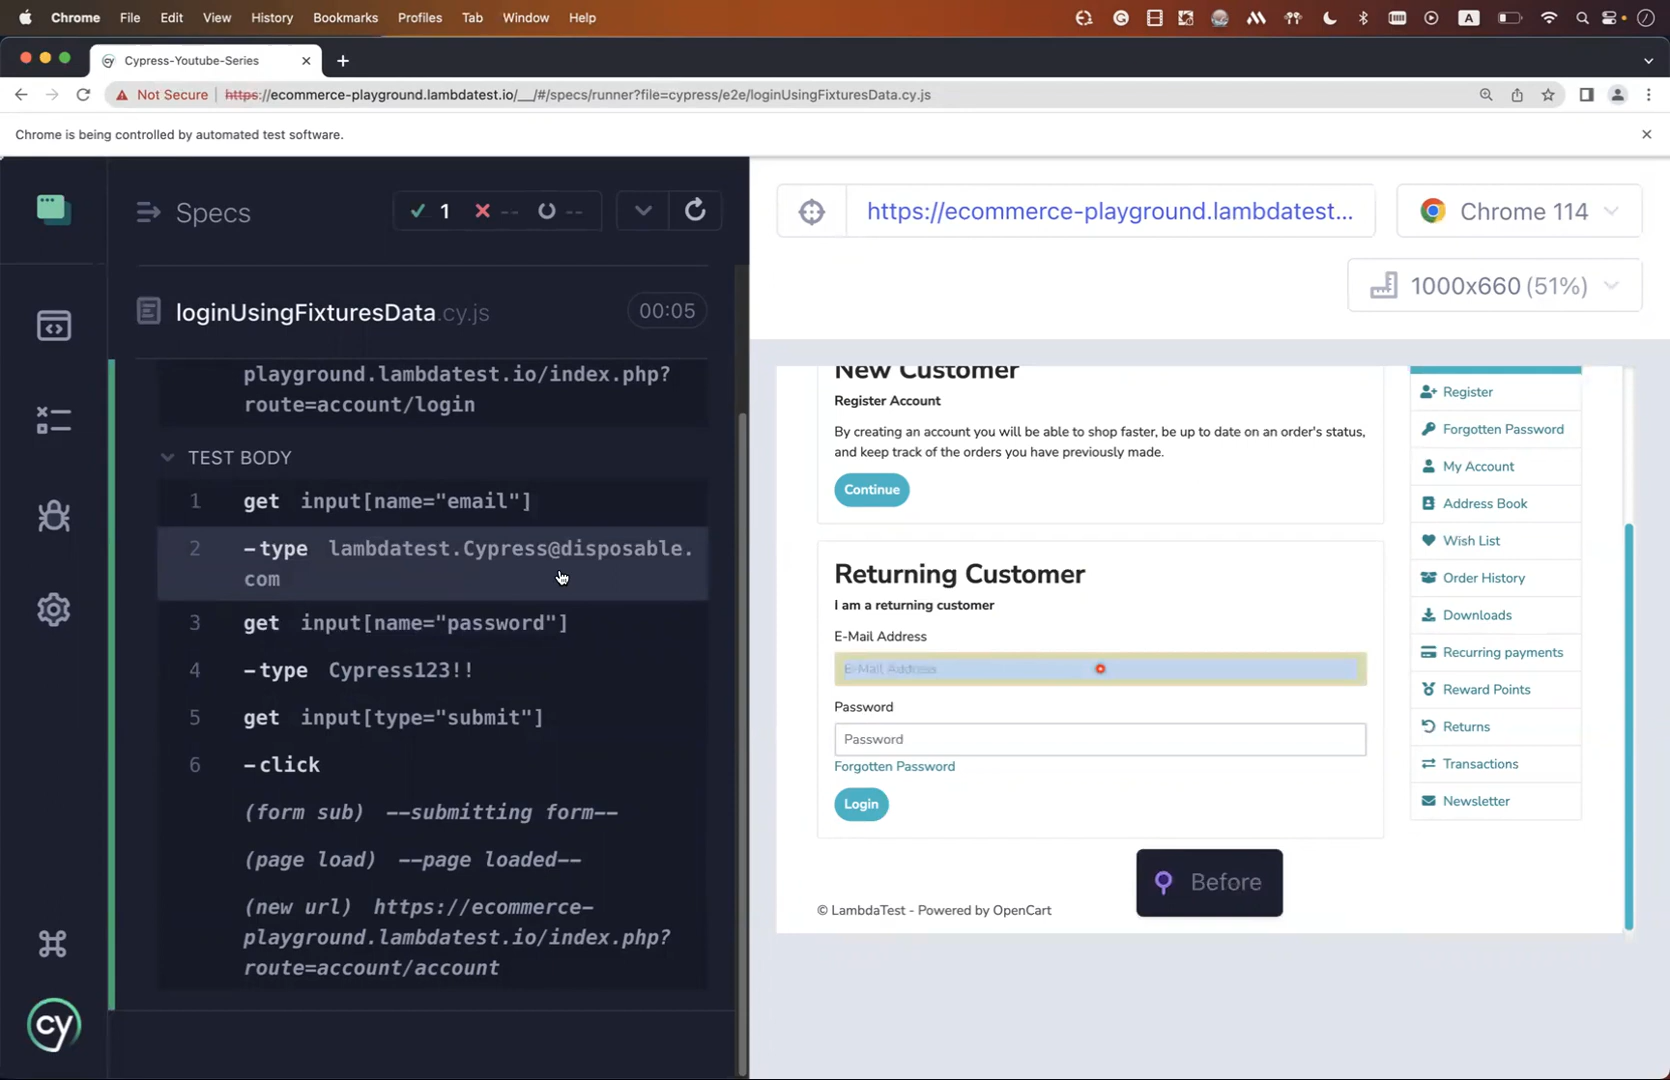 Chrome File Edit View History Bookmarks Profiles Tab Window Help A
Cypress-Youtube-Series
Not Secure https://ecommerce-playground.lambdatest.io/__/#/specs/runner?file=cypress/e2e/loginUsingFixturesData.cy.js
Chrome is being controlled by automated test software.
Specs
1 -- --
loginUsingFixturesData.cy.js 00:05
playground.lambdatest.io/index.php?
route=account/login
TEST BODY
1 get input[name="email"]
2 -type lambdatest.Cypress@disposable.
com
3 get input[name="password"]
4 -type Cypress123!!
5 get input[type="submit"]
6 -click
(form sub) --submitting form--
(page load) --page loaded--
(new url) https://ecommerce-
playground.lambdatest.io/index.php?
route=account/account
cy
https://ecommerce-playground.lambdatest...
Chrome 114
1000x660 (51%)
New Customer
Register Account
By creating an account you will be able to shop faster, be up to date on an order's status,
and keep track of the orders you have previously made.
Continue
Returning Customer
I am a returning customer
E-Mail Address
E-Mail Address
Password
Password
Forgotten Password
Login
Before
© LambdaTest - Powered by OpenCart
Register
Forgotten Password
My Account
Address Book
Wish List
Order History
Downloads
Recurring payments
Reward Points
Returns
Transactions
Newsletter